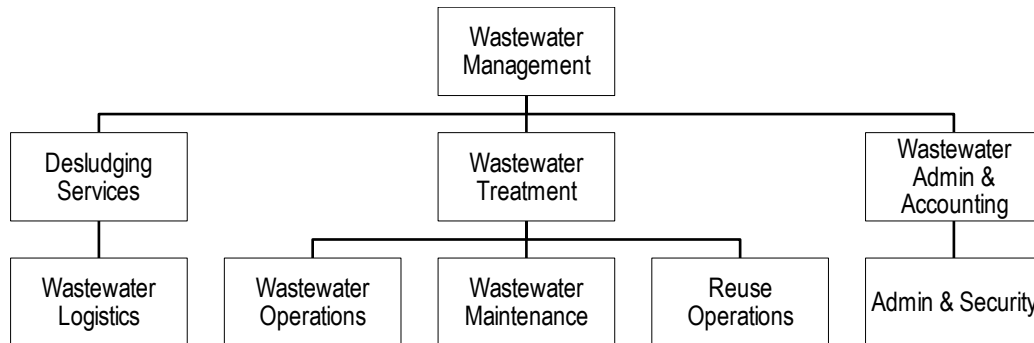 Wastewater
Management
Desludging
Services
Wastewater
Treatment
Wastewater
Admin &
Accounting
Wastewater
Logistics
Wastewater
Operations
Wastewater
Maintenance
Reuse
Operations
Admin & Security